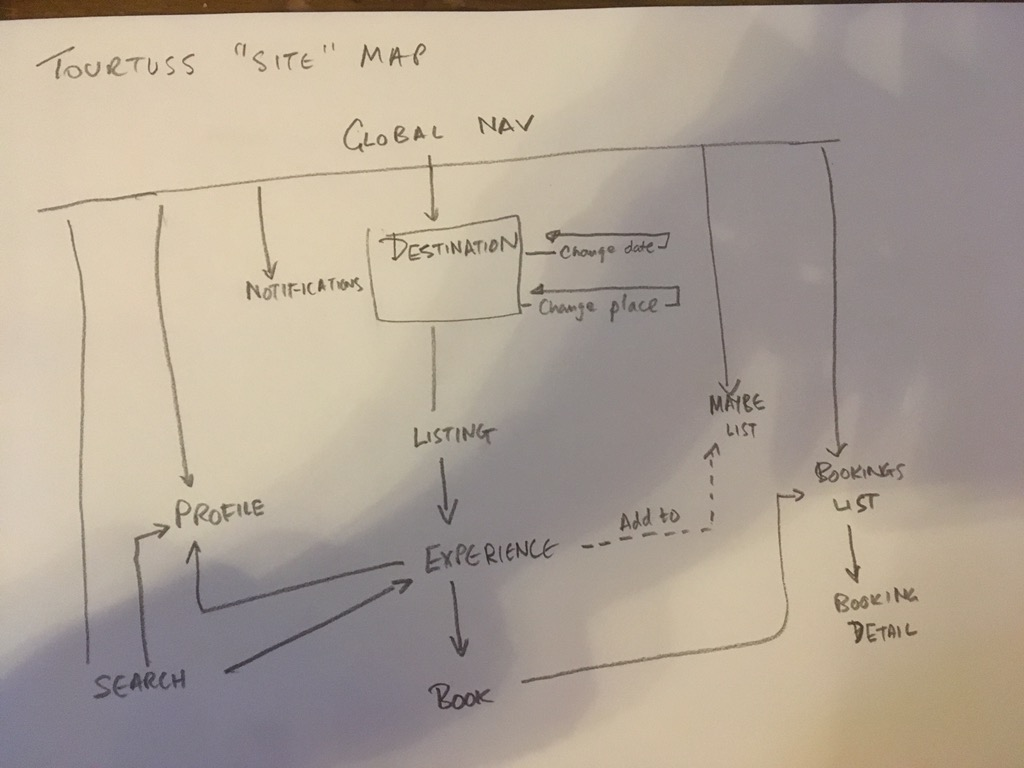 TOURTUSS "SITE" MAP
GLOBAL NAV
DESTINATION
Change date
NOTIFICATIONS
Change place
MAYBE
LIST
LISTING
BOOKINGS
LIST
PROFILE
Add to
EXPERIENCE
BOOKING
DETAIL
SEARCH
BOOK